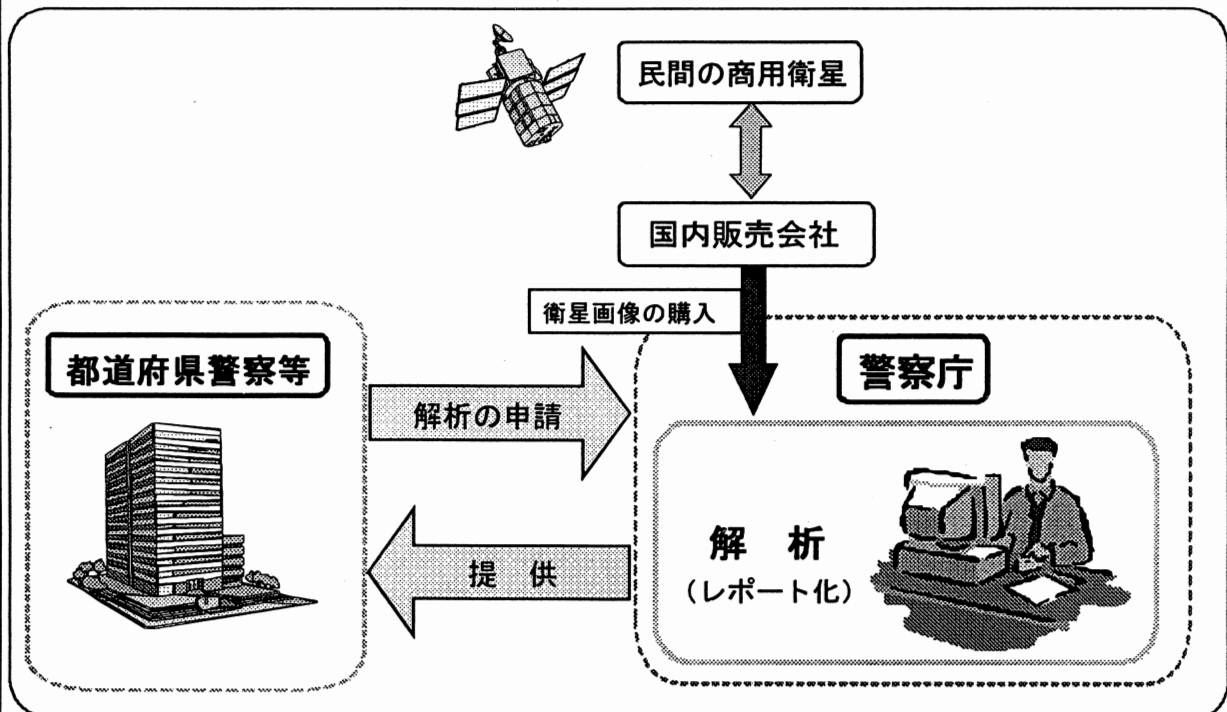 民間の商用衛星
国内販売会社
衛星画像の購入
都道府県警察等
警察庁
解析の申請
解　析
（レポート化）
提　供